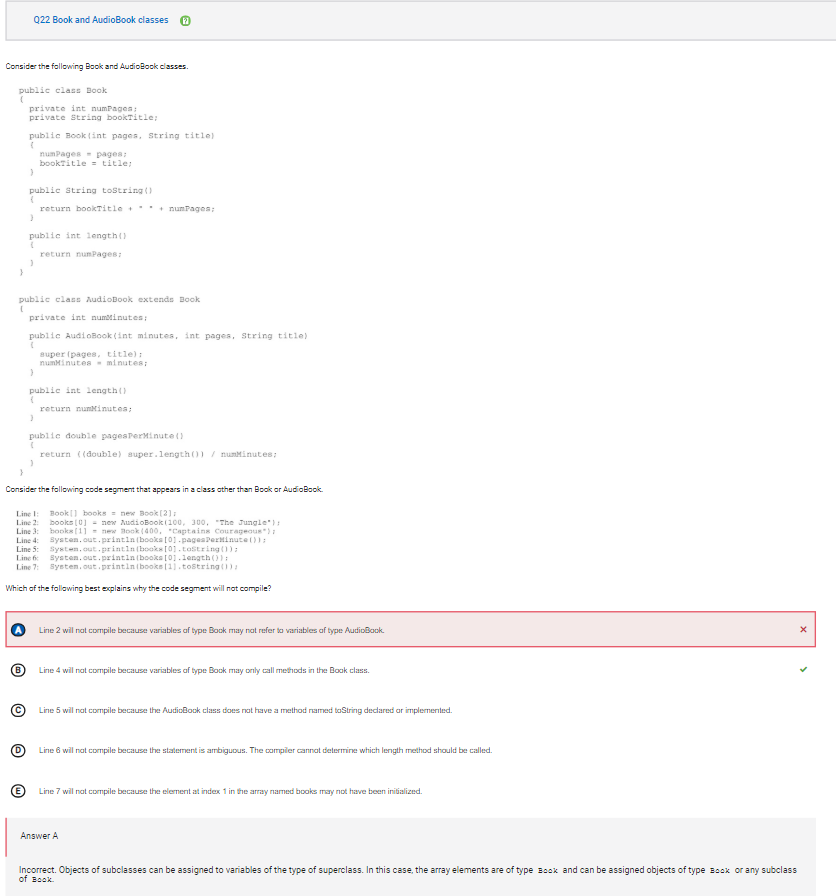 Q22 Book and AudioBook classes
Consider the following Book and AudioBook classes.
public class Book
{
private int numPages;
private String bookTitle;
public Book(int pages, String title)
{
numPages = pages;
bookTitle = title;
}
public String toString()
{
return bookTitle + " " + numPages;
}
public int length()
{
return numPages;
}
}
public class AudioBook extends Book
{
private int numMinutes;
public AudioBook(int minutes, int pages, String title)
{
super(pages, title);
numMinutes = minutes;
}
public int length()
{
return numMinutes;
}
public double pagesPerMinute()
{
return ((double) super.length()) / numMinutes;
}
}
Consider the following code segment that appears in a class other than Book or AudioBook.
Line 1: Book[] books = new Book[2];
Line 2: books[0] = new AudioBook(100, 300, "The Jungle");
Line 3: books[1] = new Book(400, "Captains Courageous");
Line 4: System.out.println(books[0].pagesPerMinute());
Line 5: System.out.println(books[0].toString());
Line 6: System.out.println(books[0].length());
Line 7: System.out.println(books[1].toString());
Which of the following best explains why the code segment will not compile?
A Line 2 will not compile because variables of type Book may not refer to variables of type AudioBook.
B Line 4 will not compile because variables of type Book may only call methods in the Book class.
C Line 5 will not compile because the AudioBook class does not have a method named toString declared or implemented.
D Line 6 will not compile because the statement is ambiguous. The compiler cannot determine which length method should be called.
E Line 7 will not compile because the element at index 1 in the array named books may not have been initialized.
Answer A
Incorrect. Objects of subclasses can be assigned to variables of the type of superclass. In this case, the array elements are of type Book and can be assigned objects of type Book or any subclass
of Book.